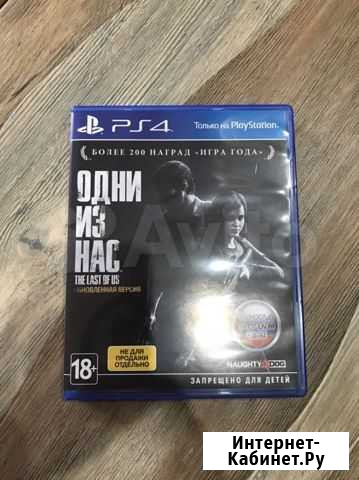 PS4
Только на PlayStation.
БОЛЕЕ 200 НАГРАД «ИГРА ГОДА»
ОДНИ
ИЗ
НАС
THE LAST OF US
ОБНОВЛЕННАЯ ВЕРСИЯ
Avito
18+
НЕ ДЛЯ
ПРОДАЖИ
ОТДЕЛЬНО
NAUGHTY DOG
ЗАПРЕЩЕНО ДЛЯ ДЕТЕЙ
Интернет-
Кабинет.Ру